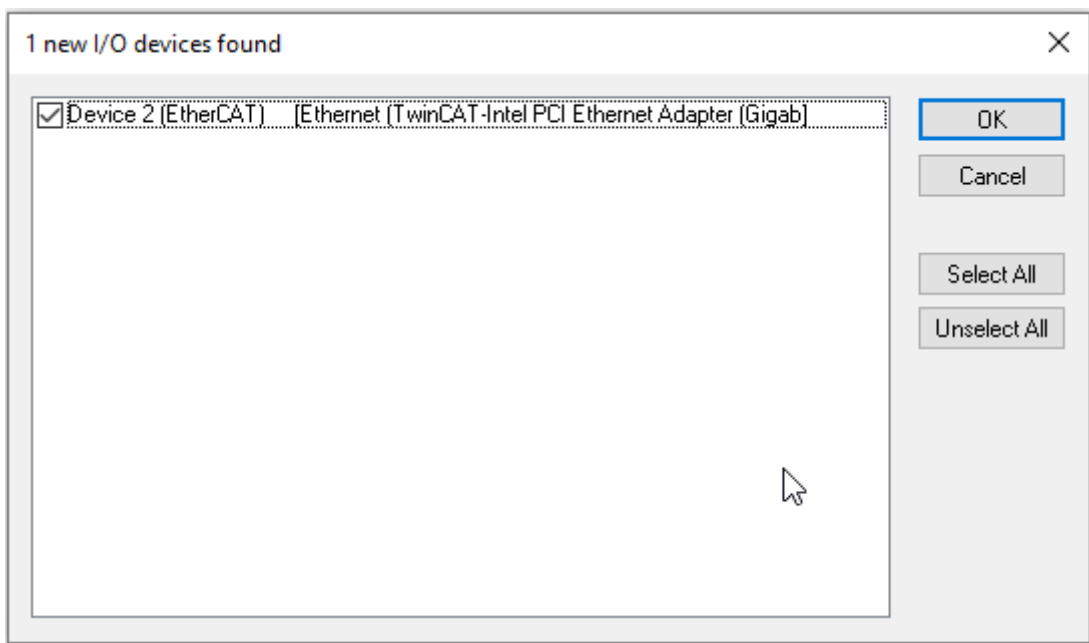 1 new I/O devices found
Device 2 (EtherCAT) [Ethernet (TwinCAT-Intel PCI Ethernet Adapter (Gigab]
OK
Cancel
Select All
Unselect All